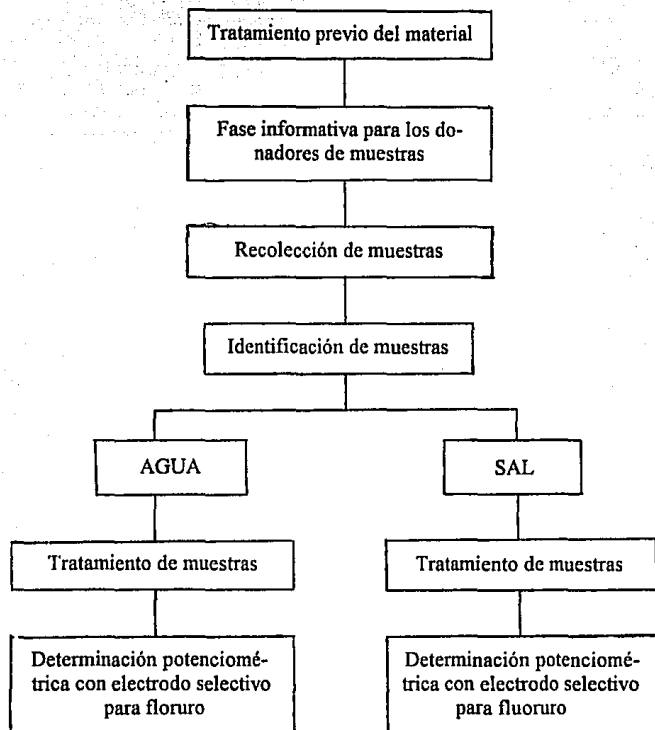 Tratamiento previo del material
Fase informativa para los do-
nadores de muestras
Recolección de muestras
Identificación de muestras
AGUA
SAL
Tratamiento de muestras
Tratamiento de muestras
Determinación potenciomé-
trica con electrodo selectivo
para floruro
Determinación potenciomé-
trica con electrodo selectivo
para fluoruro